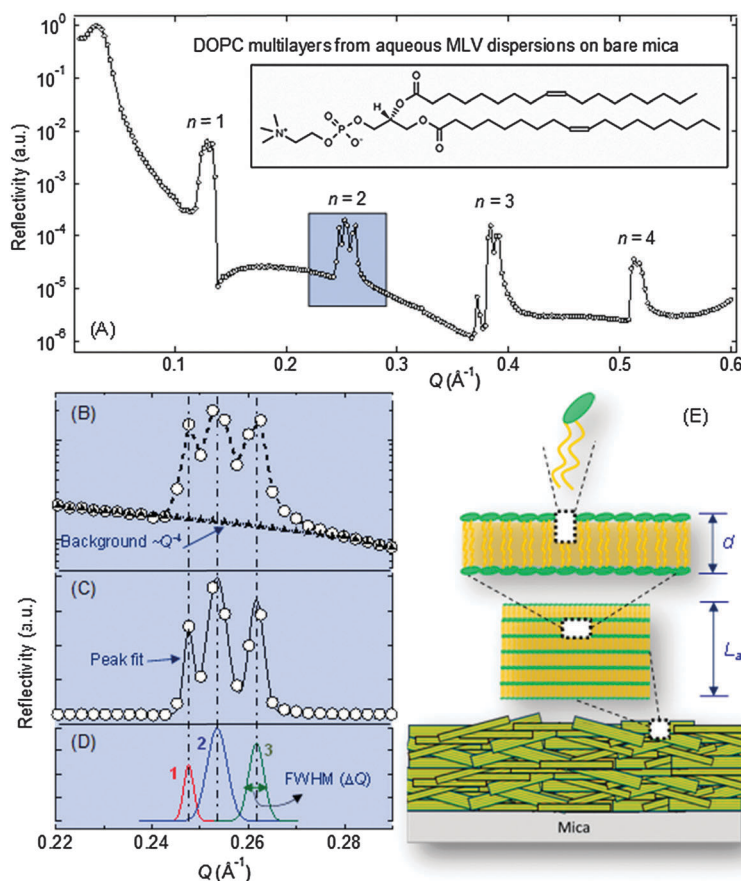 DOPC multilayers from aqueous MLV dispersions on bare mica
10⁰
10⁻¹
10⁻²
10⁻³
10⁻⁴
10⁻⁵
10⁻⁶
Reflectivity (a.u.)
n = 1
n = 2
n = 3
n = 4
O
O
H
O
O
P
O
O
O⁻
N⁺
O
(A)
0.1
0.2
0.3
0.4
0.5
0.6
Q (Å⁻¹)
(B)
Background ~Q⁻⁴
(C)
Peak fit
Reflectivity (a.u.)
(D)
1
2
3
FWHM (ΔQ)
0.22
0.24
0.26
0.28
Q (Å⁻¹)
(E)
d
Lₐ
Mica